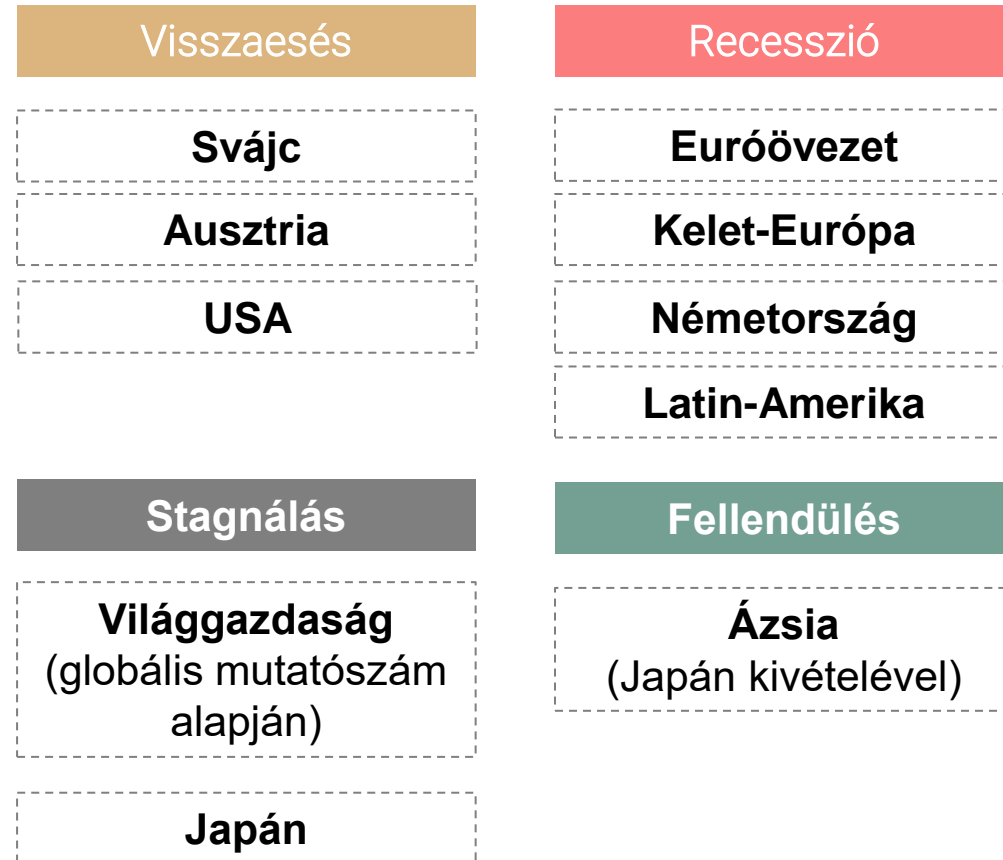 Visszaesés
Svájc
Ausztria
USA
Recesszió
Euróövezet
Kelet-Európa
Németország
Latin-Amerika
Stagnálás
Világgazdaság
(globális mutatószám
alapján)
Japán
Fellendülés
Ázsia
(Japán kivételével)